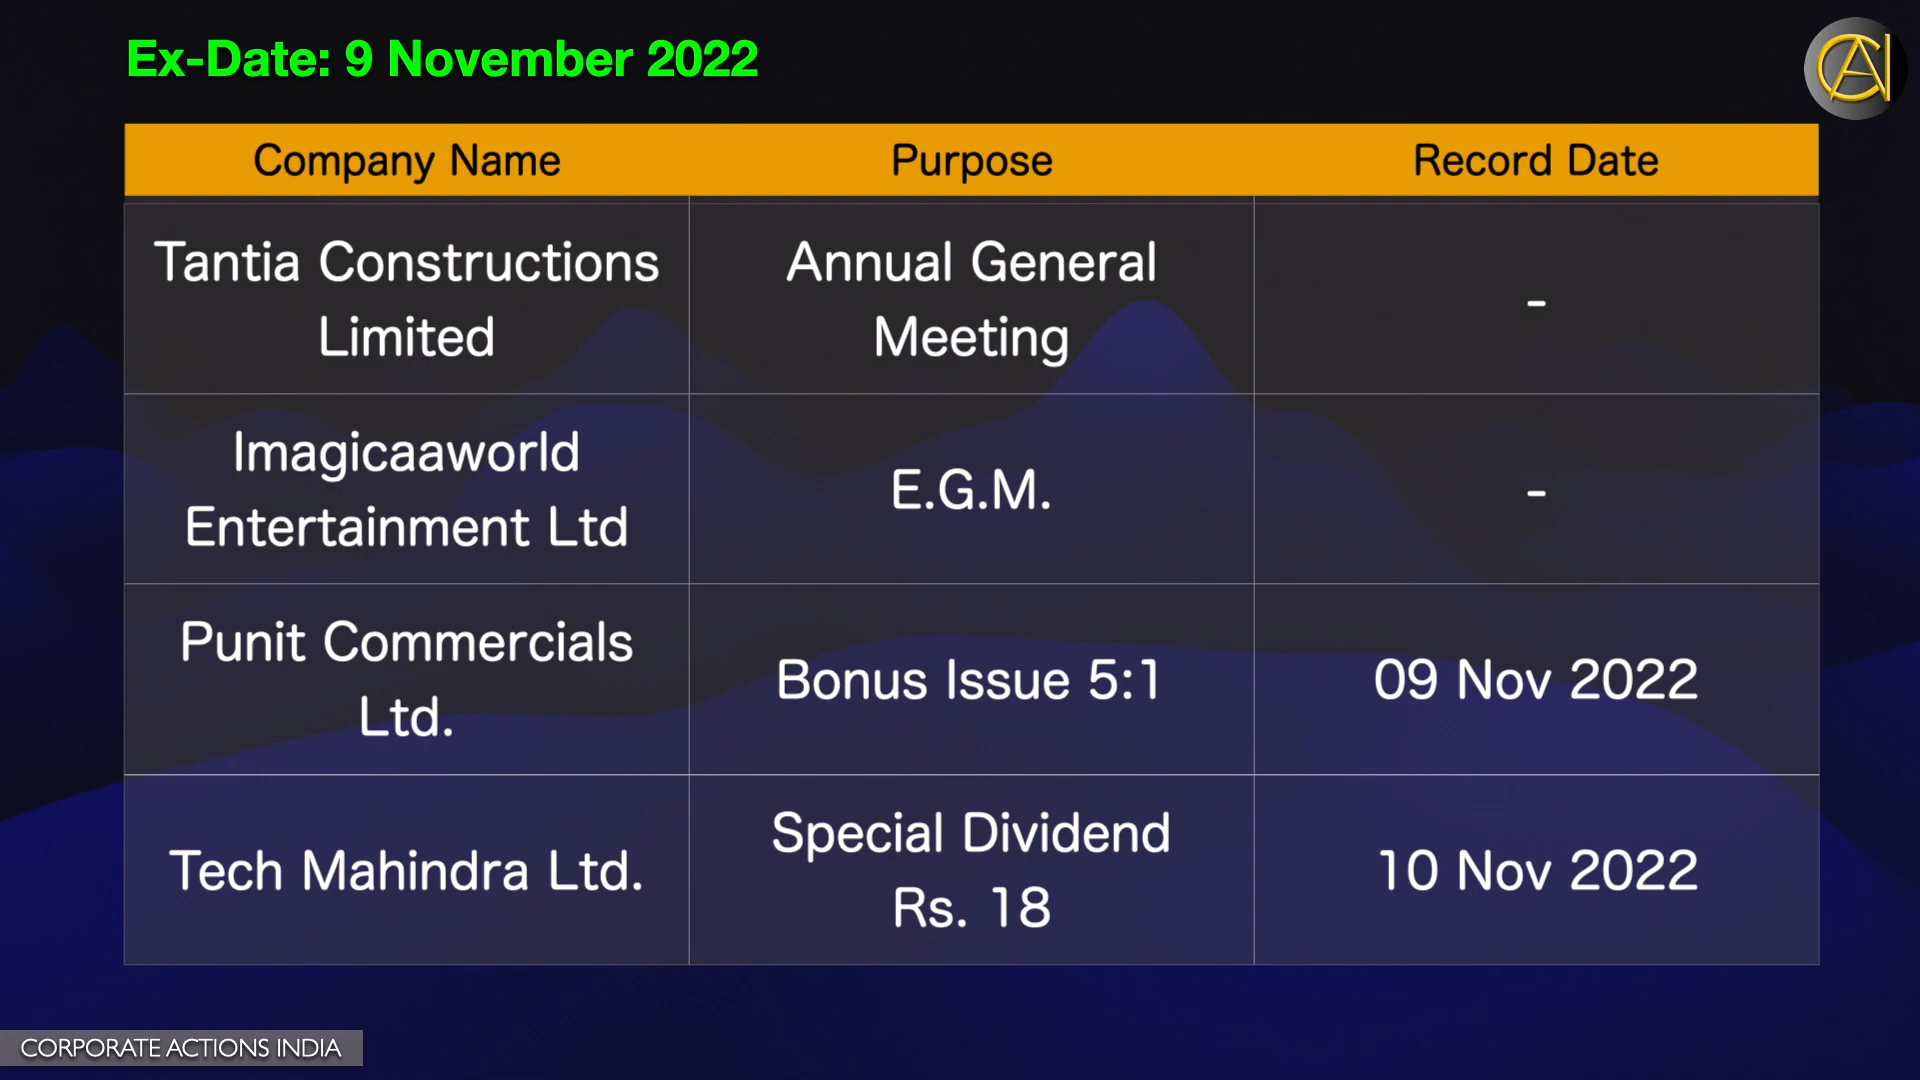 Ex-Date: 9 November 2022
CAI
Company Name Purpose Record Date
Tantia Constructions
Limited
Annual General
Meeting
-
Imagicaaworld
Entertainment Ltd
E.G.M.
-
Punit Commercials
Ltd.
Bonus Issue 5:1
09 Nov 2022
Tech Mahindra Ltd.
Special Dividend
Rs. 18
10 Nov 2022
CORPORATE ACTIONS INDIA